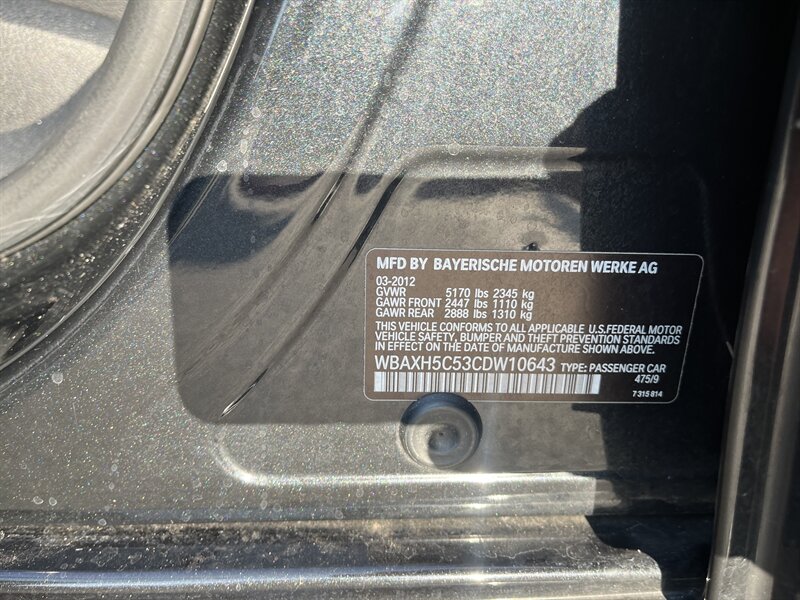 MFD BY BAYERISCHE MOTOREN WERKE AG
03-2012
GVWR 5170 lbs 2345 kg
GAWR FRONT 2447 lbs 1110 kg
GAWR REAR 2888 lbs 1310 kg
THIS VEHICLE CONFORMS TO ALL APPLICABLE U.S.FEDERAL MOTOR
VEHICLE SAFETY, BUMPER AND THEFT PREVENTION STANDARDS
IN EFFECT ON THE DATE OF MANUFACTURE SHOWN ABOVE.
WBAXH5C53CDW10643 TYPE: PASSENGER CAR
475/9
7 315 814